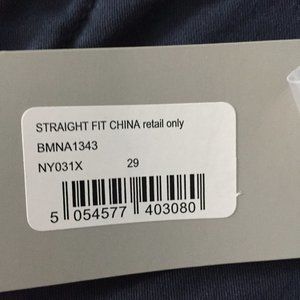 STRAIGHT FIT CHINA retail only
BMNA1343
NY031X 29
5 054577 403080